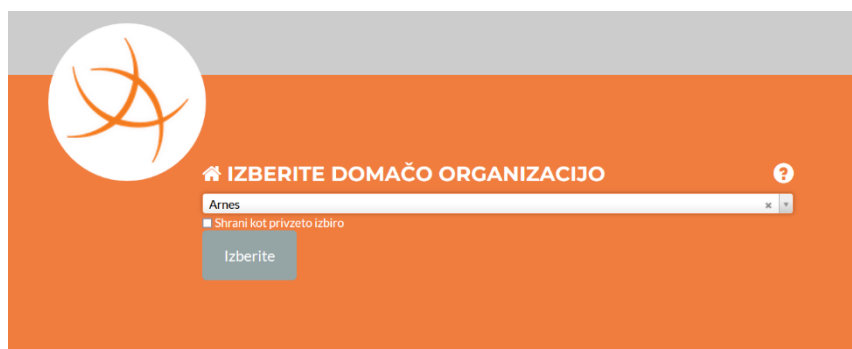 IZBERITE DOMAČO ORGANIZACIJO
Arnes
Shrani kot privzeto izbiro
Izberite